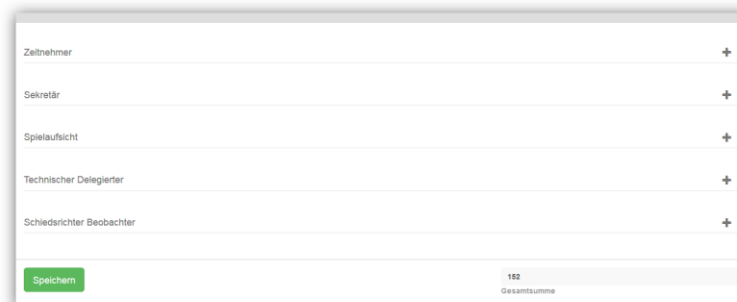 Zeitnehmer
Sekretär
Spielaufsicht
Technischer Delegierter
Schiedsrichter Beobachter
Speichern
152
Gesamtsumme